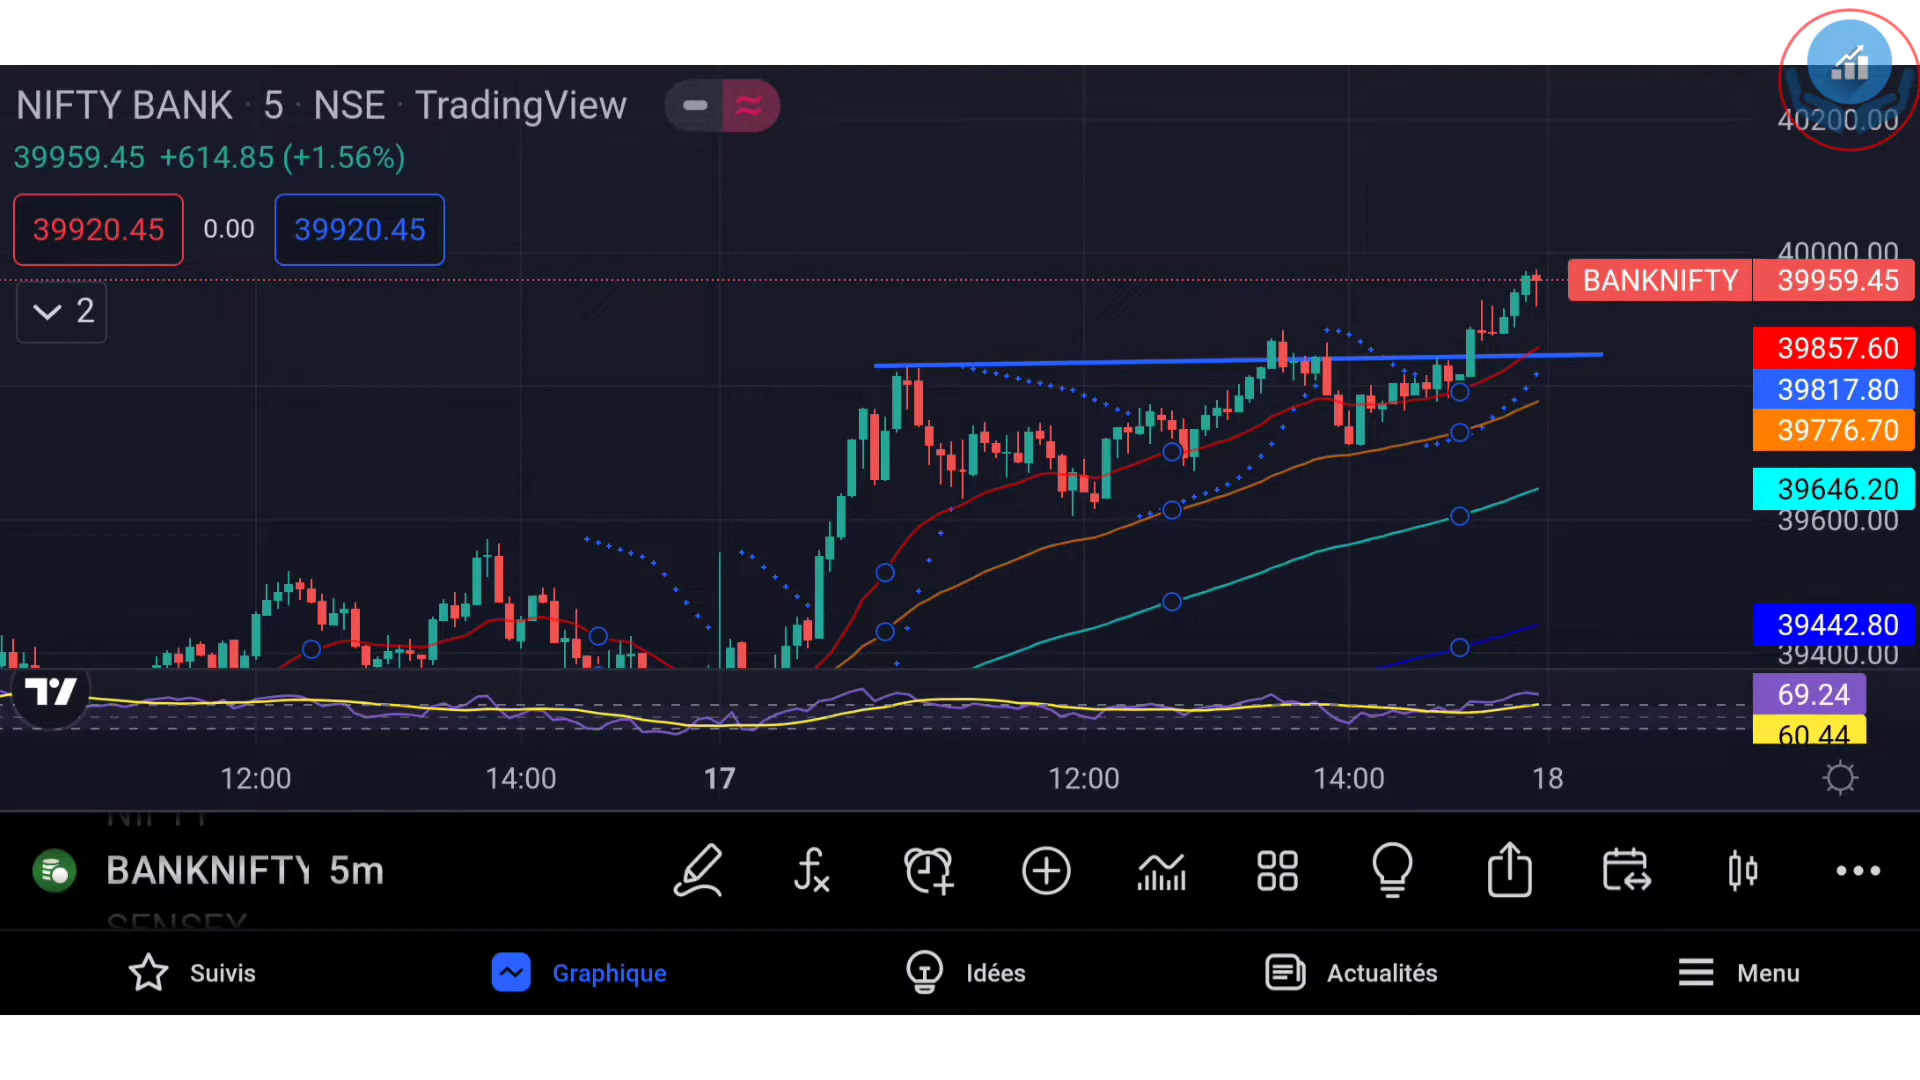 NIFTY BANK · 5 · NSE · TradingView
39959.45 +614.85 (+1.56%)
39920.45 0.00 39920.45
2
40200.00
40000.00
BANKNIFTY 39959.45
39857.60
39817.80
39776.70
39646.20
39600.00
39442.80
39400.00
69.24
60.44
12:00 14:00 17 12:00 14:00 18
NIFTY
BANKNIFTY 5m
SENSEX
Suivis Graphique Idées Actualités Menu